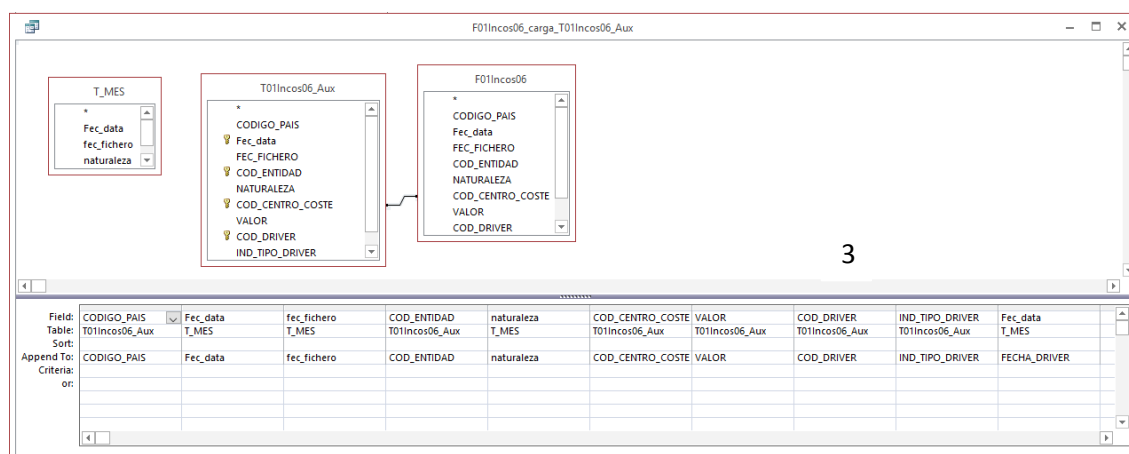 F01Incos06_carga_T01Incos06_Aux
T_MES
*
Fec_data
fec_fichero
naturaleza
T01Incos06_Aux
*
CODIGO_PAIS
Fec_data
FEC_FICHERO
COD_ENTIDAD
NATURALEZA
COD_CENTRO_COSTE
VALOR
COD_DRIVER
IND_TIPO_DRIVER
F01Incos06
*
CODIGO_PAIS
Fec_data
FEC_FICHERO
COD_ENTIDAD
NATURALEZA
COD_CENTRO_COSTE
VALOR
COD_DRIVER
3
Field: CODIGO_PAIS Fec_data fec_fichero COD_ENTIDAD naturaleza COD_CENTRO_COSTE VALOR COD_DRIVER IND_TIPO_DRIVER Fec_data
Table: T01Incos06_Aux T_MES T_MES T01Incos06_Aux T_MES T01Incos06_Aux T01Incos06_Aux T01Incos06_Aux T01Incos06_Aux T_MES
Sort:
Append To: CODIGO_PAIS Fec_data fec_fichero COD_ENTIDAD naturaleza COD_CENTRO_COSTE VALOR COD_DRIVER IND_TIPO_DRIVER FECHA_DRIVER
Criteria:
or: